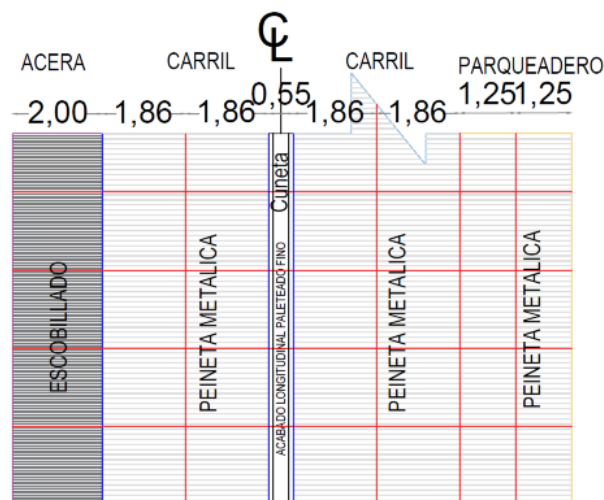 ACERA
CARRIL
CL
CARRIL
PARQUEADERO
2,00
1,86
1,86
0,55
1,86
1,86
1,25
1,25
Cuneta
ESCOBILLADO
PEINETA METALICA
ACABADO LONGITUDINAL PALETEADO FINO
PEINETA METALICA
PEINETA METALICA